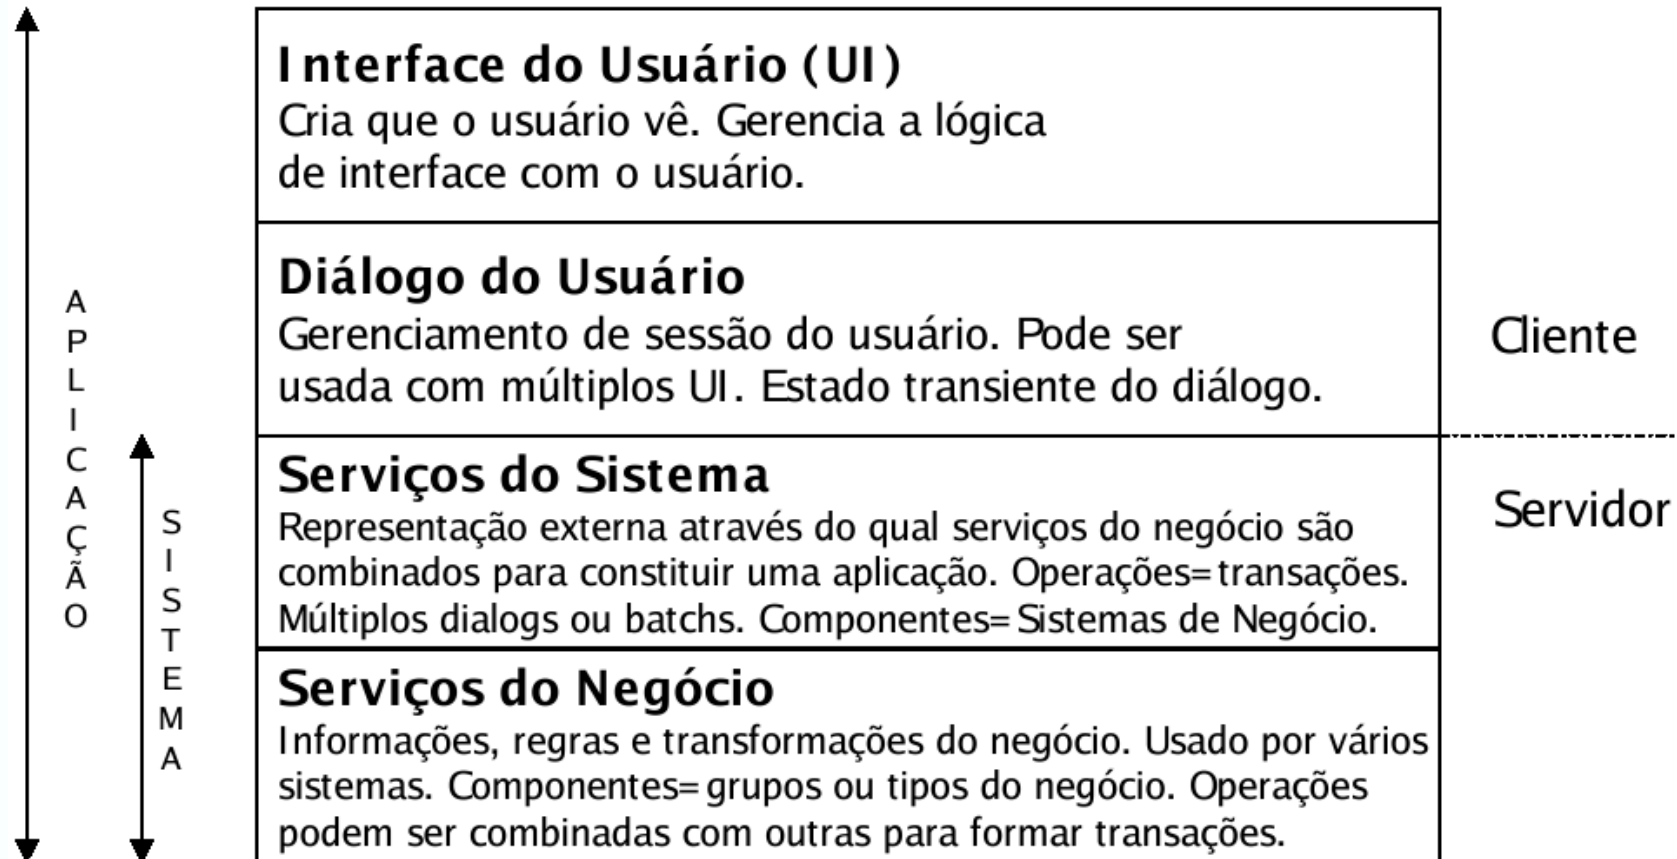 Interface do Usuário (UI)
Cria que o usuário vê. Gerencia a lógica
de interface com o usuário.
Diálogo do Usuário
Gerenciamento de sessão do usuário. Pode ser
usada com múltiplos UI. Estado transiente do diálogo.
Serviços do Sistema
Representação externa através do qual serviços do negócio são
combinados para constituir uma aplicação. Operações=transações.
Múltiplos dialogs ou batchs. Componentes=Sistemas de Negócio.
Serviços do Negócio
Informações, regras e transformações do negócio. Usado por vários
sistemas. Componentes=grupos ou tipos do negócio. Operações
podem ser combinadas com outras para formar transações.
APLICAÇÃO
SISTEMA
Cliente
Servidor